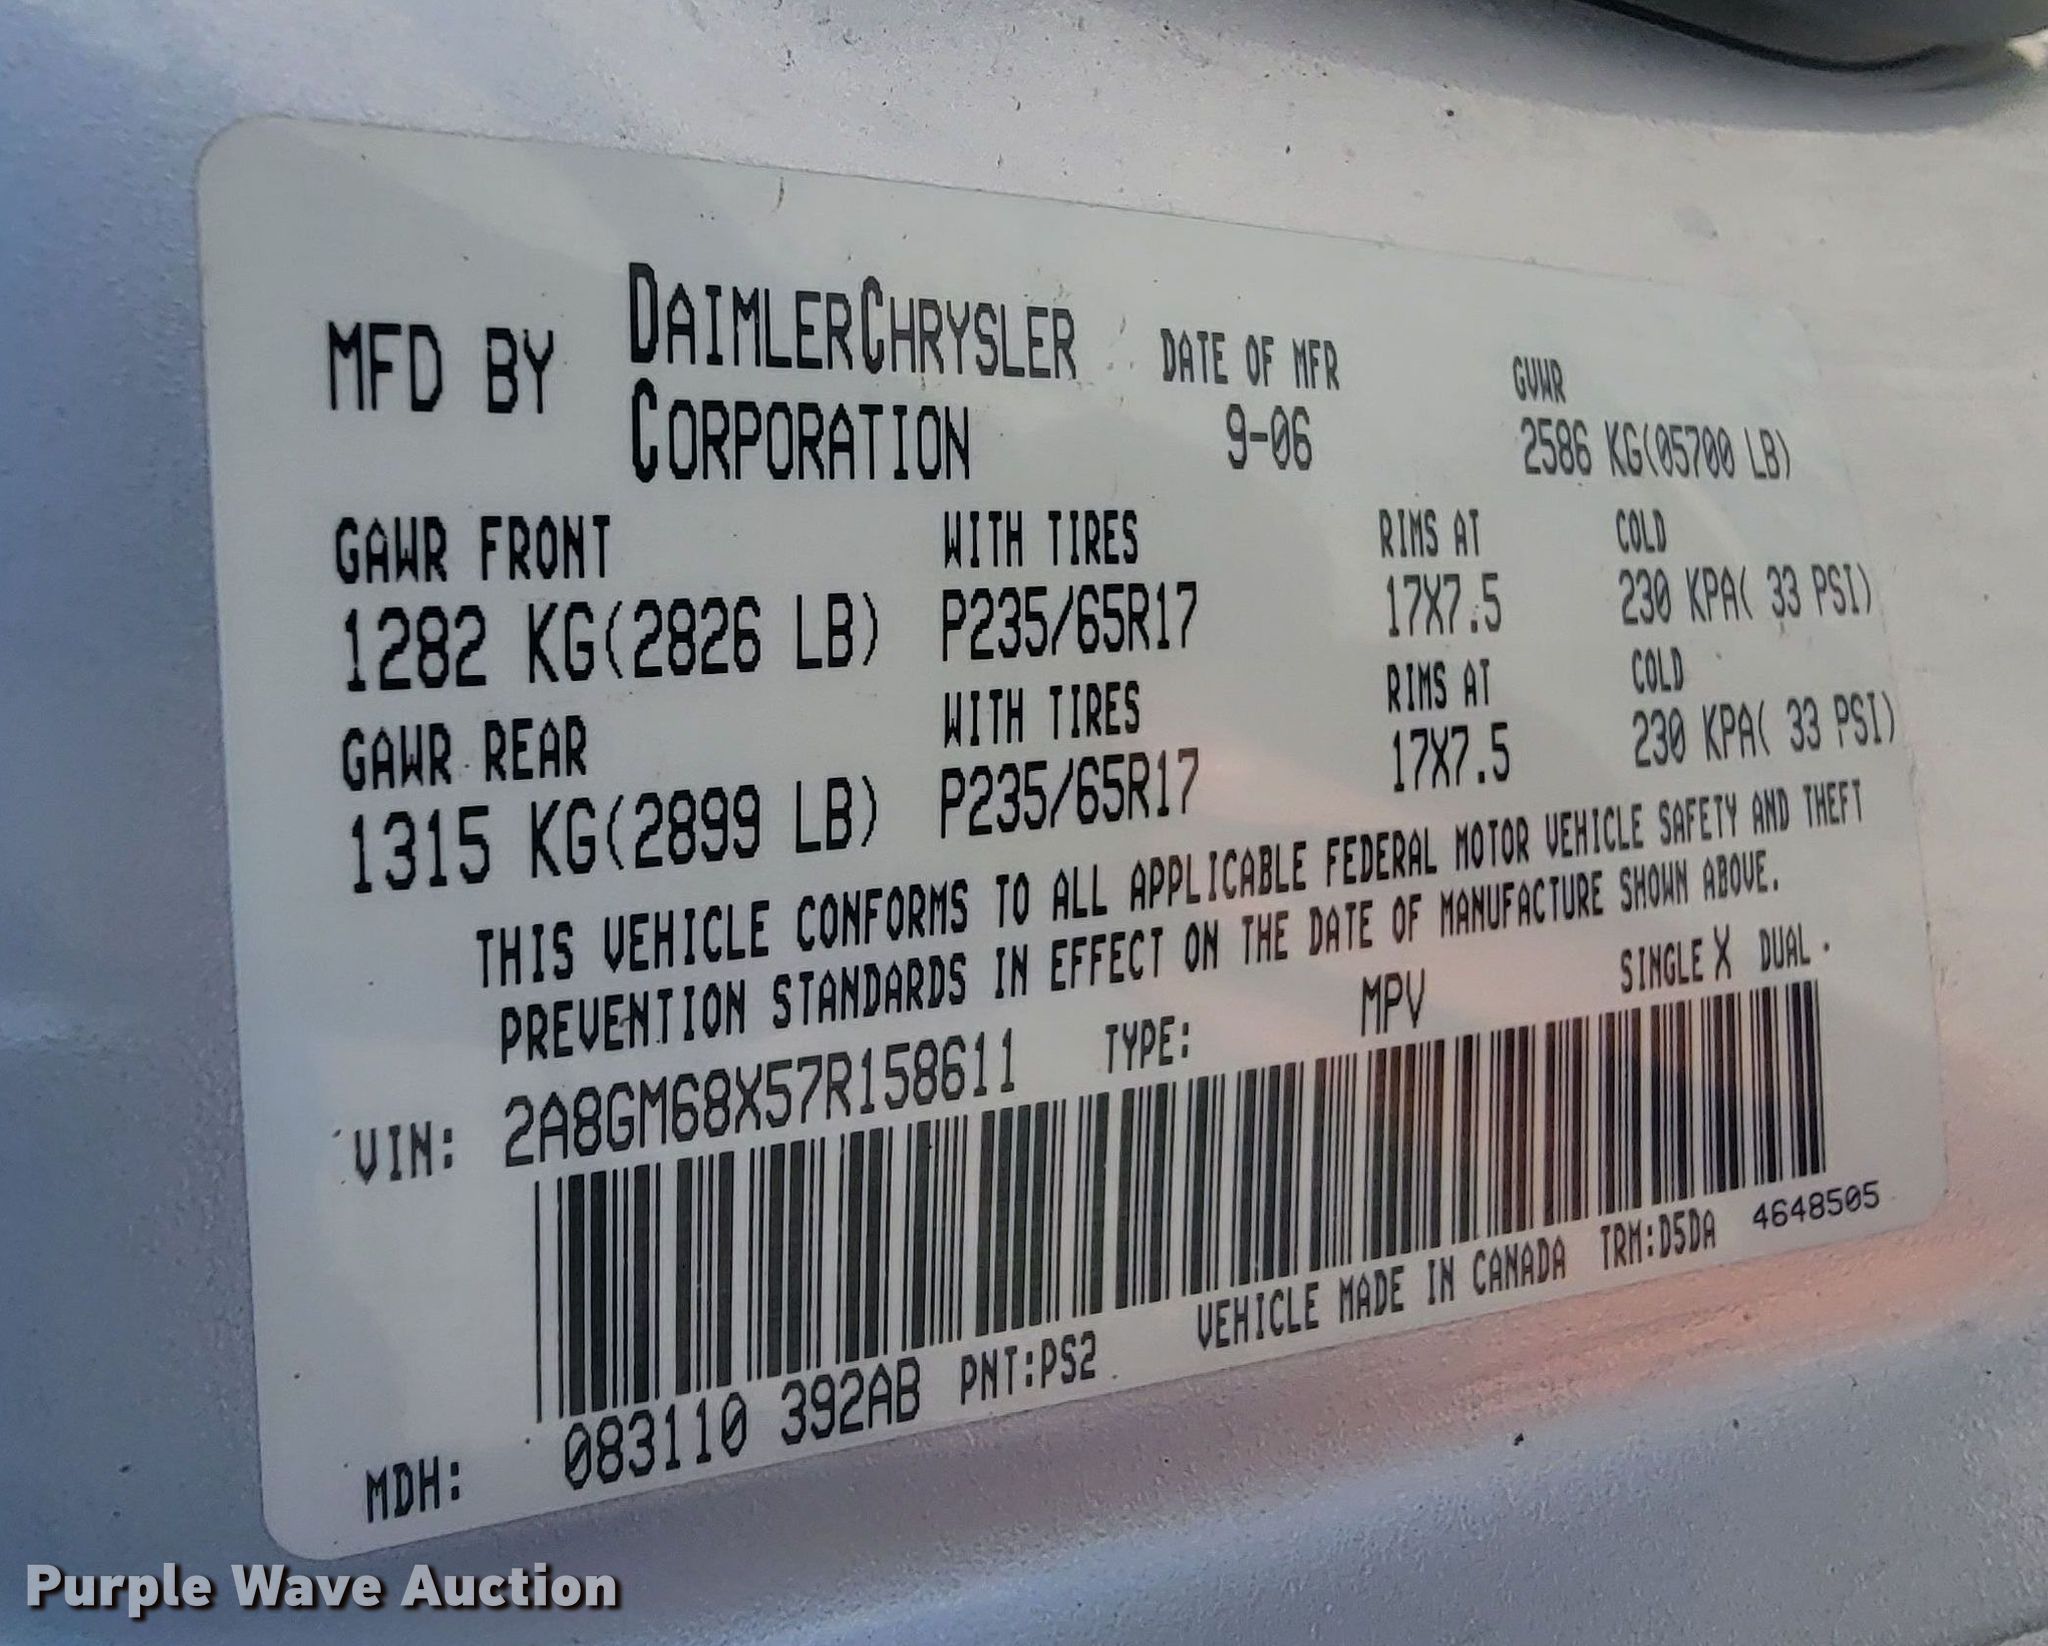 MFD BY DAIMLERCHRYSLER CORPORATION DATE OF MFR GVWR
9-06 2586 KG(05700 LB)
GAWR FRONT WITH TIRES RIMS AT COLD
1282 KG(2826 LB) P235/65R17 17X7.5 230 KPA( 33 PSI)
GAWR REAR WITH TIRES RIMS AT COLD
1315 KG(2899 LB) P235/65R17 17X7.5 230 KPA( 33 PSI)
THIS VEHICLE CONFORMS TO ALL APPLICABLE FEDERAL MOTOR VEHICLE SAFETY AND THEFT
PREVENTION STANDARDS IN EFFECT ON THE DATE OF MANUFACTURE SHOWN ABOVE.
VIN: 2A8GM68X57R158611 TYPE: MPV SINGLE X DUAL
MDH: 083110 392AB PNT:PS2 VEHICLE MADE IN CANADA TRM:D5DA 4648505
Purple Wave Auction